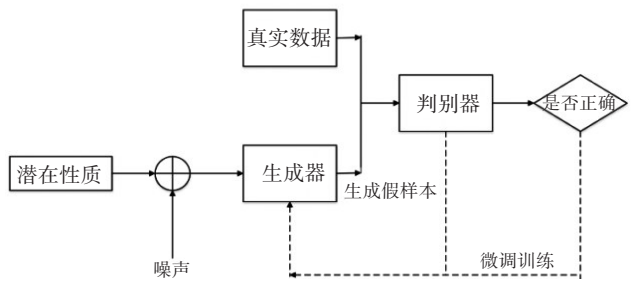 真实数据
判别器
是否正确
潜在性质
生成器
生成假样本
噪声
微调训练